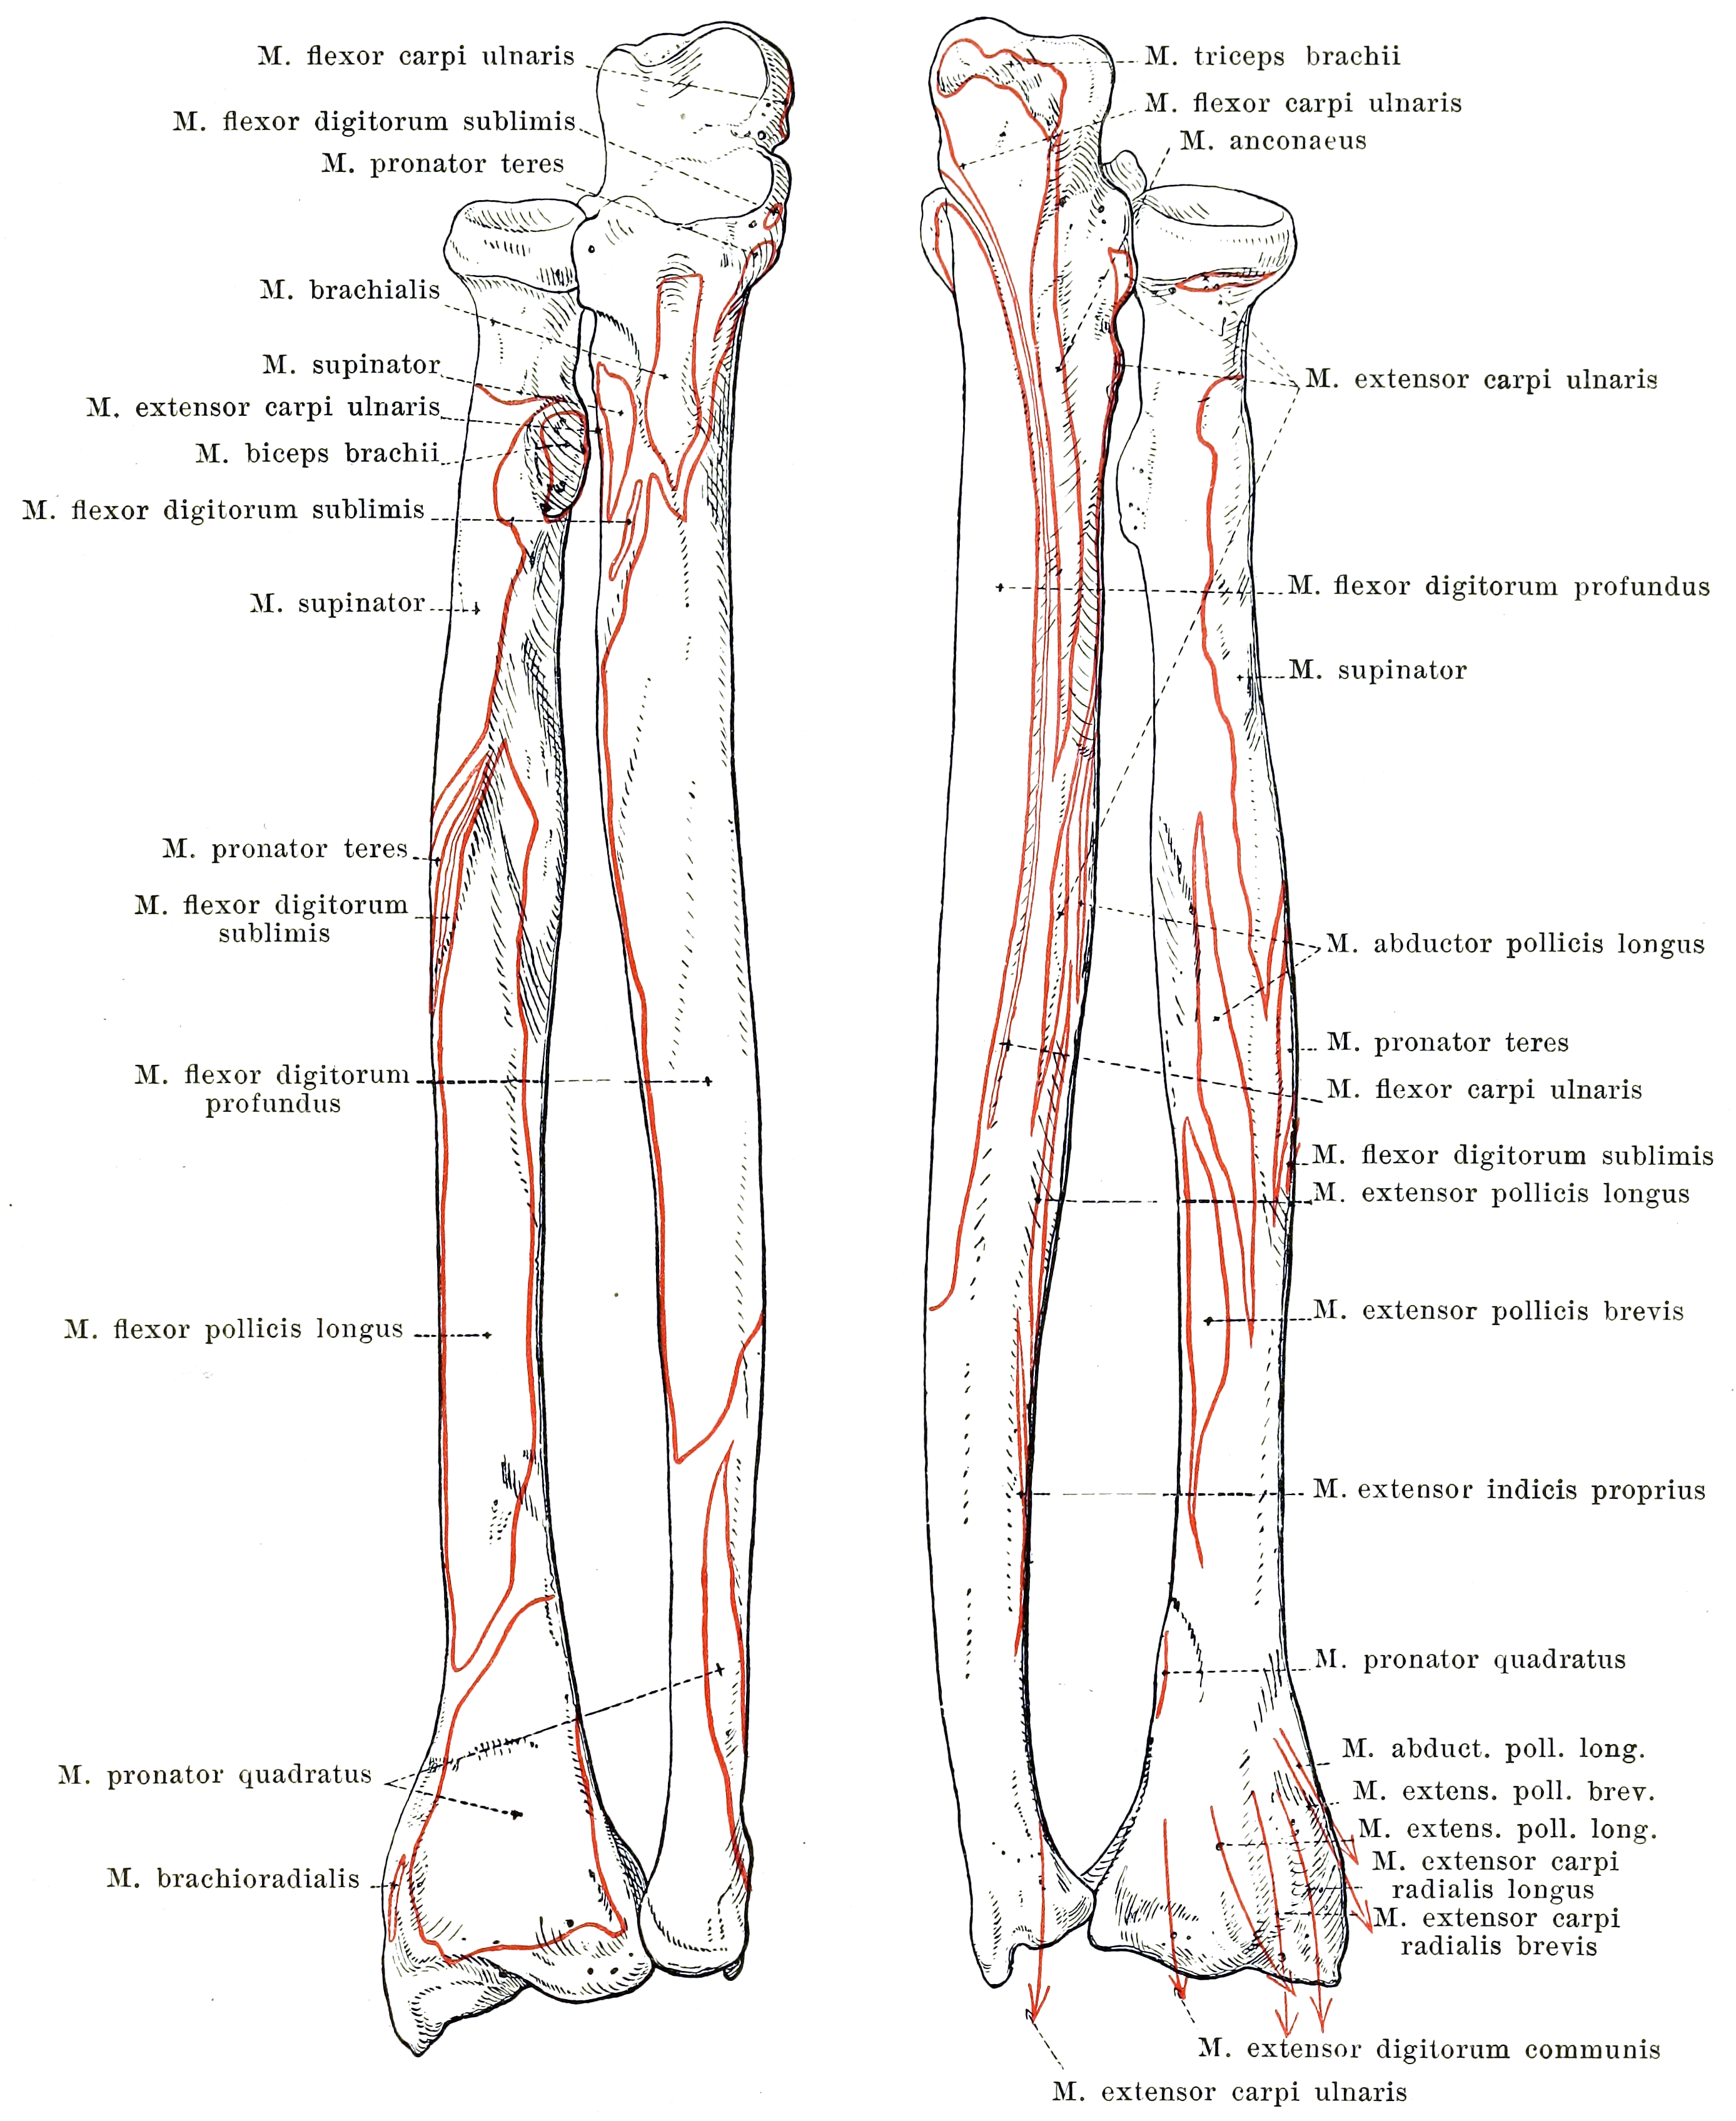 M. flexor carpi ulnaris
M. flexor digitorum sublimis
M. pronator teres
M. brachialis
M. supinator
M. extensor carpi ulnaris
M. biceps brachii
M. flexor digitorum sublimis
M. supinator
M. pronator teres
M. flexor digitorum
sublimis
M. flexor digitorum
profundus
M. flexor pollicis longus
M. pronator quadratus
M. brachioradialis
M. triceps brachii
M. flexor carpi ulnaris
M. anconaeus
M. extensor carpi ulnaris
M. flexor digitorum profundus
M. supinator
M. abductor pollicis longus
M. pronator teres
M. flexor carpi ulnaris
M. flexor digitorum sublimis
M. extensor pollicis longus
M. extensor pollicis brevis
M. extensor indicis proprius
M. pronator quadratus
M. abduct. poll. long.
M. extens. poll. brev.
M. extens. poll. long.
M. extensor carpi
radialis longus
M. extensor carpi
radialis brevis
M. extensor digitorum communis
M. extensor carpi ulnaris